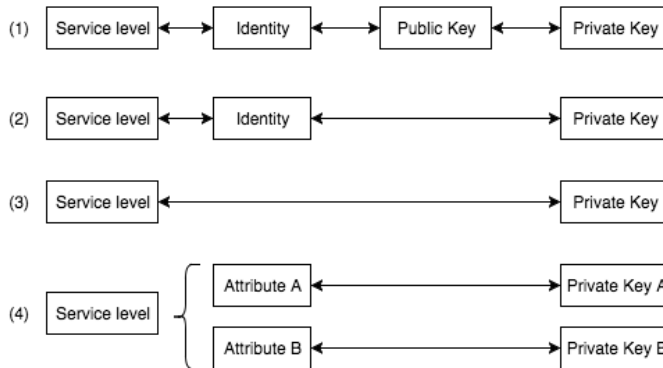 (1) Service level Identity Public Key Private Key
(2) Service level Identity Private Key
(3) Service level Private Key
Attribute A Private Key A
(4) Service level
Attribute B Private Key B